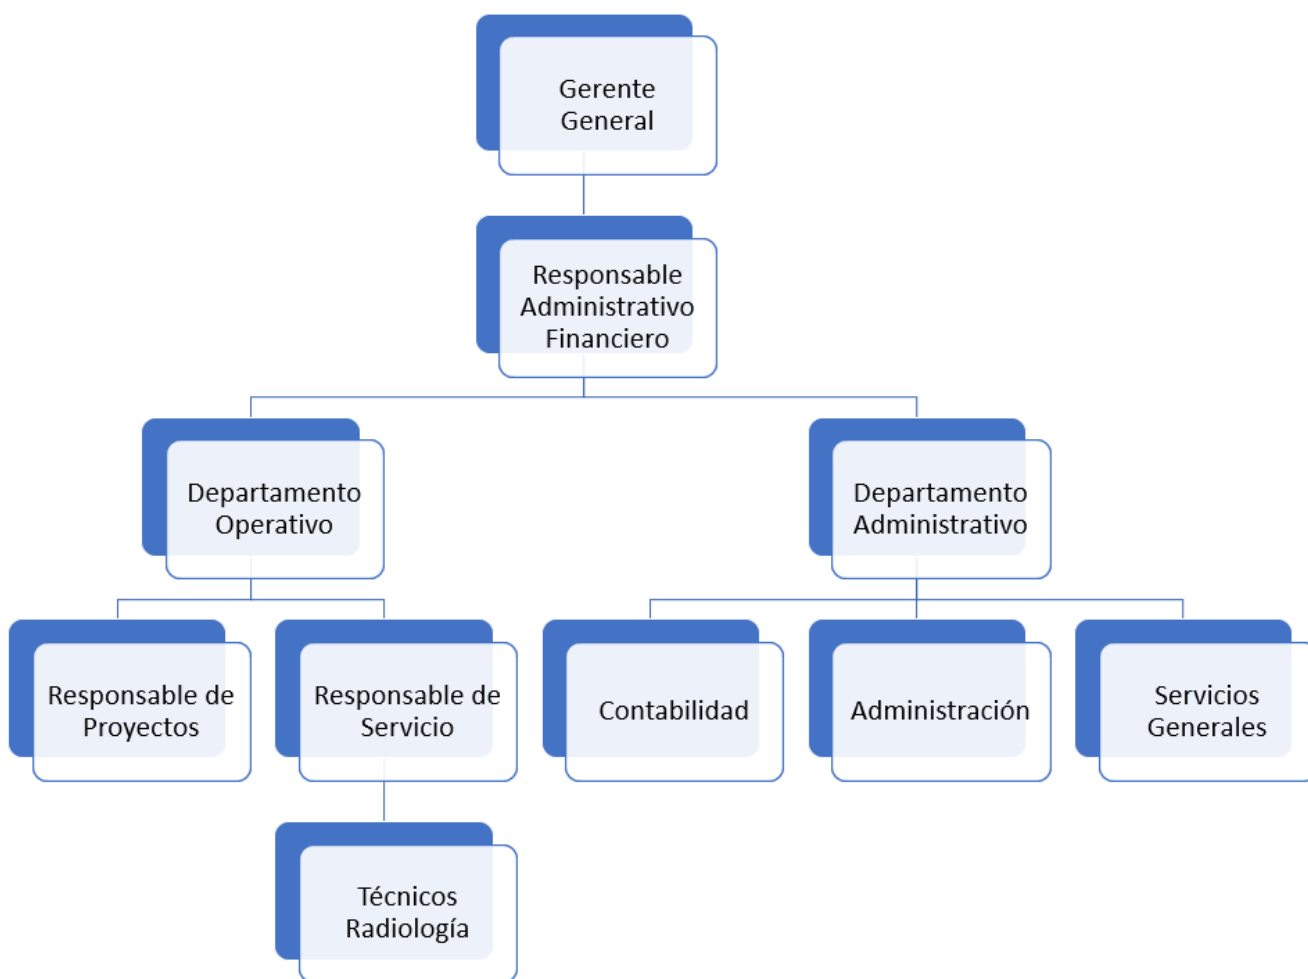 Gerente
General
Responsable
Administrativo
Financiero
Departamento
Operativo
Departamento
Administrativo
Responsable de
Proyectos
Responsable de
Servicio
Contabilidad
Administración
Servicios
Generales
Técnicos
Radiología